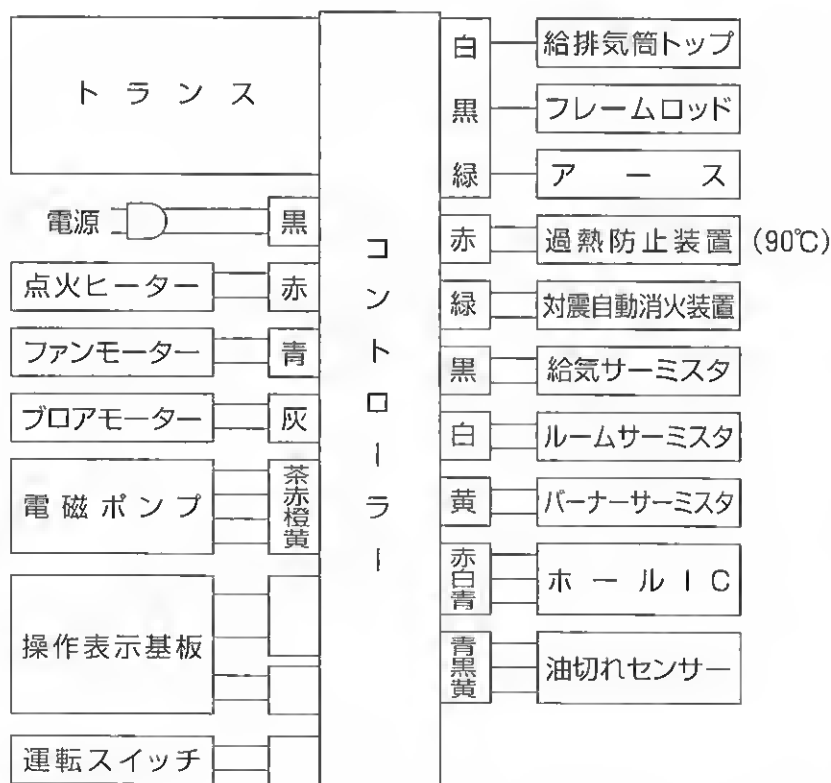 トランス
電源
黒
点火ヒーター
赤
ファンモーター
青
ブロアモーター
灰
電磁ポンプ
茶
赤
橙
黄
操作表示基板
運転スイッチ
コントローラー
白
給排気筒トップ
黒
フレームロッド
緑
アース
赤
過熱防止装置 (90℃)
緑
対震自動消火装置
黒
給気サーミスタ
白
ルームサーミスタ
黄
バーナーサーミスタ
赤
白
青
ホールIC
青
黒
黄
油切れセンサー